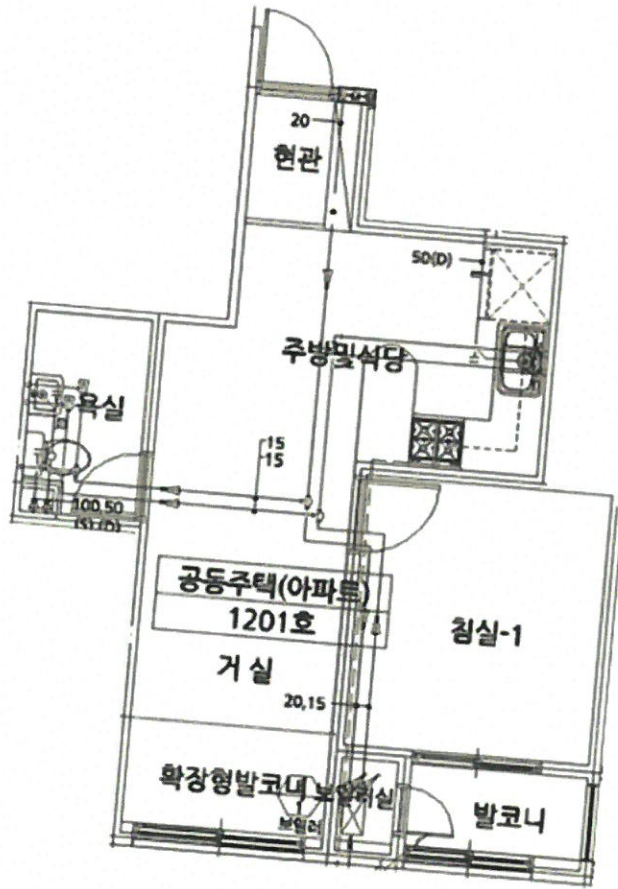 20
현관
50(D)
주방및식당
욕실
15
15
100,50
(S),(D)
공동주택(아파트)
1201호
침실-1
거 실
20,15
확장형발코니
보일러실
발코니
1
보일러